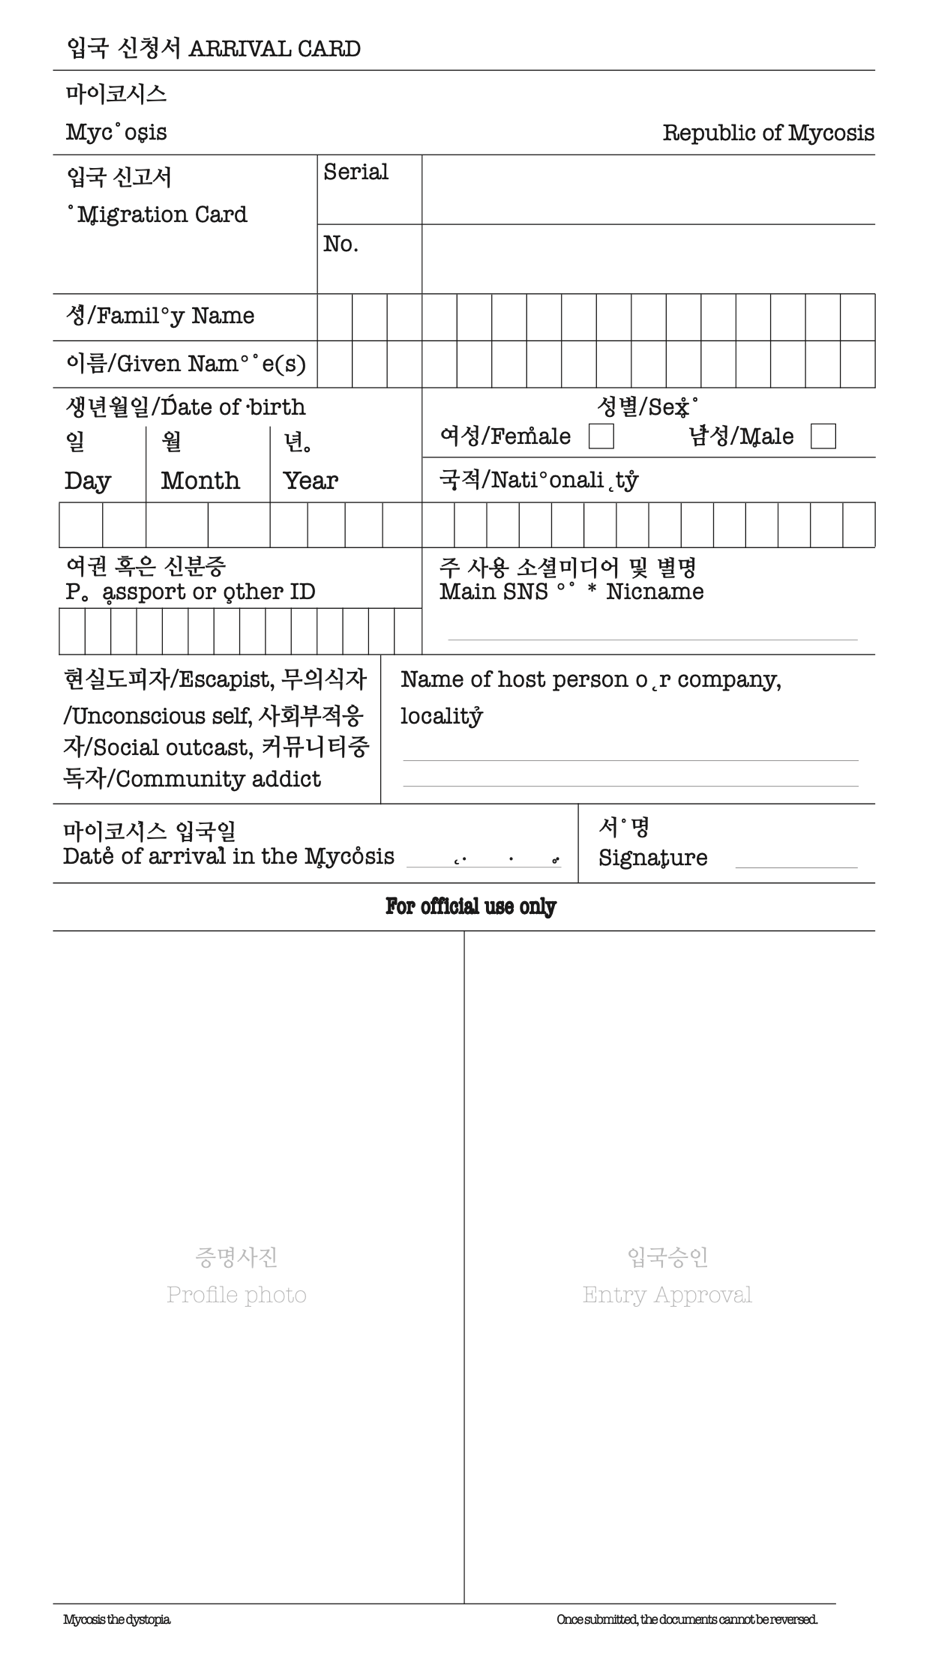 입국 신청서 ARRIVAL CARD
마이코시스
Myc˚oşis
Republic of Mycosis
입국 신고서
˚Migration Card
Serial
No.
성/Famil°y Name
이름/Given Nam°˚e(s)
생년월일/Date of ·birth
일
월
년。
Day
Month
Year
성별/Sex̊˚
여성/Female
남성/Male
국적/Nati°onali˛tẙ
여권 혹은 신분증
P。 assport or other ID
주 사용 소셜미디어 및 별명
Main SNS °˚ * Nicname
현실도피자/Escapist, 무의식자
/Unconscious self, 사회부적응
자/Social outcast, 커뮤니티중
독자/Community addict
Name of host person o˛r company,
localitẙ
마이코시스 입국일
Date̊ of arrival in the Myco̊sis
서˚명
Signature
For official use only
증명사진
Profile photo
입국승인
Entry Approval
Mycosis the dystopia
Once submitted, the documents cannot be reversed.